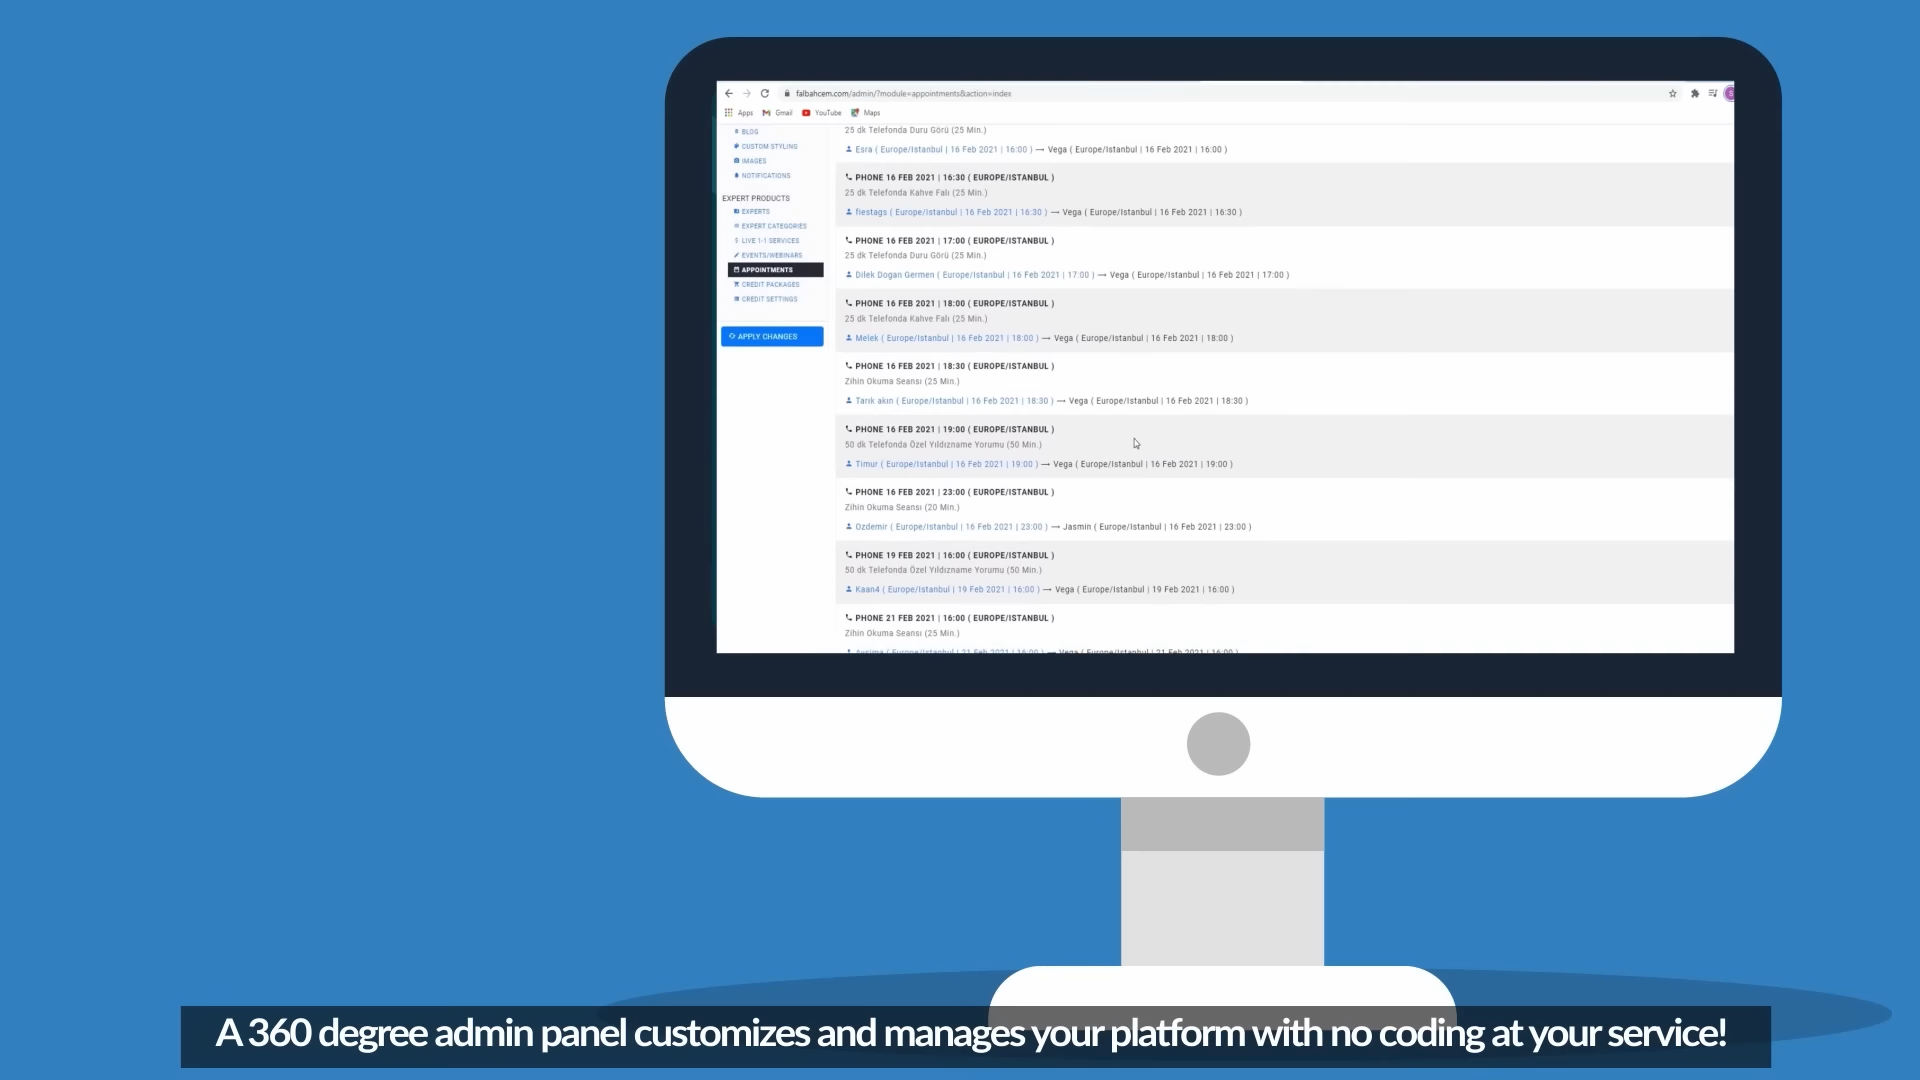 falbahcem.com/admin/?module=appointments&action=index
Apps Gmail YouTube Maps
BLOG
CUSTOM STYLING
IMAGES
NOTIFICATIONS
EXPERT PRODUCTS
EXPERTS
EXPERT CATEGORIES
LIVE 1-1 SERVICES
EVENTS/WEBINARS
APPOINTMENTS
CREDIT PACKAGES
CREDIT SETTINGS
APPLY CHANGES
25 dk Telefonda Duru Görü (25 Min.)
Esra ( Europe/Istanbul | 16 Feb 2021 | 16:00 ) → Vega ( Europe/Istanbul | 16 Feb 2021 | 16:00 )
PHONE 16 FEB 2021 | 16:30 ( EUROPE/ISTANBUL )
25 dk Telefonda Kahve Falı (25 Min.)
fiestags ( Europe/Istanbul | 16 Feb 2021 | 16:30 ) → Vega ( Europe/Istanbul | 16 Feb 2021 | 16:30 )
PHONE 16 FEB 2021 | 17:00 ( EUROPE/ISTANBUL )
25 dk Telefonda Duru Görü (25 Min.)
Dilek Dogan Germen ( Europe/Istanbul | 16 Feb 2021 | 17:00 ) → Vega ( Europe/Istanbul | 16 Feb 2021 | 17:00 )
PHONE 16 FEB 2021 | 18:00 ( EUROPE/ISTANBUL )
25 dk Telefonda Kahve Falı (25 Min.)
Melek ( Europe/Istanbul | 16 Feb 2021 | 18:00 ) → Vega ( Europe/Istanbul | 16 Feb 2021 | 18:00 )
PHONE 16 FEB 2021 | 18:30 ( EUROPE/ISTANBUL )
Zihin Okuma Seansı (25 Min.)
Tarık akın ( Europe/Istanbul | 16 Feb 2021 | 18:30 ) → Vega ( Europe/Istanbul | 16 Feb 2021 | 18:30 )
PHONE 16 FEB 2021 | 19:00 ( EUROPE/ISTANBUL )
50 dk Telefonda Özel Yıldızname Yorumu (50 Min.)
Timur ( Europe/Istanbul | 16 Feb 2021 | 19:00 ) → Vega ( Europe/Istanbul | 16 Feb 2021 | 19:00 )
PHONE 16 FEB 2021 | 23:00 ( EUROPE/ISTANBUL )
Zihin Okuma Seansı (20 Min.)
Ozdemir ( Europe/Istanbul | 16 Feb 2021 | 23:00 ) → Jasmin ( Europe/Istanbul | 16 Feb 2021 | 23:00 )
PHONE 19 FEB 2021 | 16:00 ( EUROPE/ISTANBUL )
50 dk Telefonda Özel Yıldızname Yorumu (50 Min.)
Kaan4 ( Europe/Istanbul | 19 Feb 2021 | 16:00 ) → Vega ( Europe/Istanbul | 19 Feb 2021 | 16:00 )
PHONE 21 FEB 2021 | 16:00 ( EUROPE/ISTANBUL )
Zihin Okuma Seansı (25 Min.)
( Europe/Istanbul | 21 Feb 2021 | 16:00 ) → Vega ( Europe/Istanbul | 21 Feb 2021 | 16:00 )
A 360 degree admin panel customizes and manages your platform with no coding at your service!